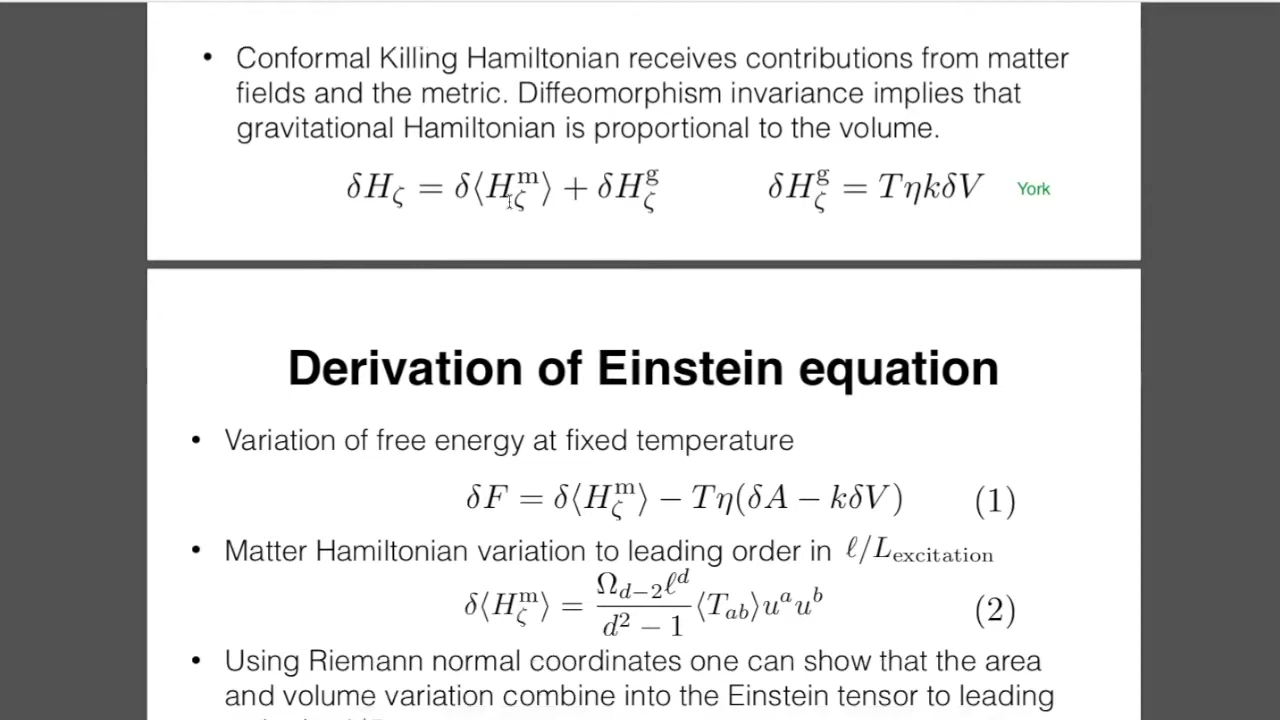 • Conformal Killing Hamiltonian receives contributions from matter
fields and the metric. Diffeomorphism invariance implies that
gravitational Hamiltonian is proportional to the volume.
δH_ζ = δ⟨H_ζ^m⟩ + δH_ζ^g δH_ζ^g = TηkδV York
Derivation of Einstein equation
• Variation of free energy at fixed temperature
δF = δ⟨H_ζ^m⟩ − Tη(δA − kδV) (1)
• Matter Hamiltonian variation to leading order in ℓ/L_excitation
δ⟨H_ζ^m⟩ = \frac{Ω_{d−2}ℓ^d}{d^2 − 1}⟨T_{ab}⟩u^a u^b (2)
• Using Riemann normal coordinates one can show that the area
and volume variation combine into the Einstein tensor to leading